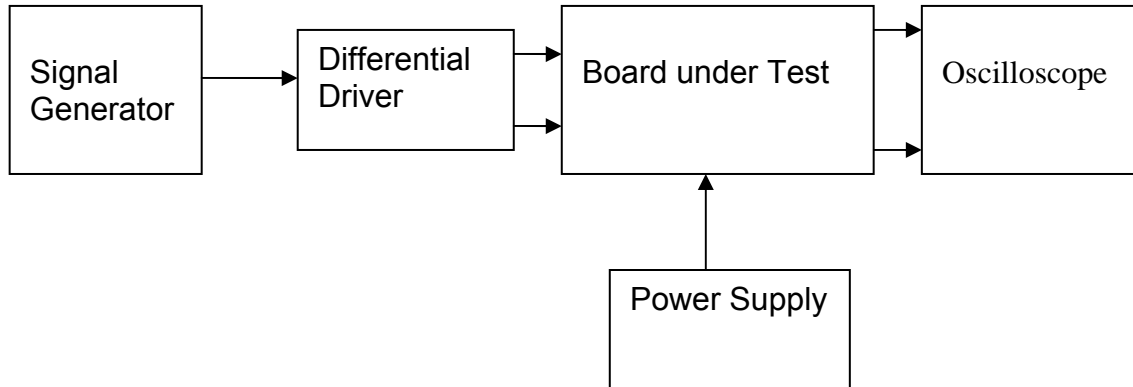 Signal
Generator
Differential
Driver
Board under Test
Oscilloscope
Power Supply